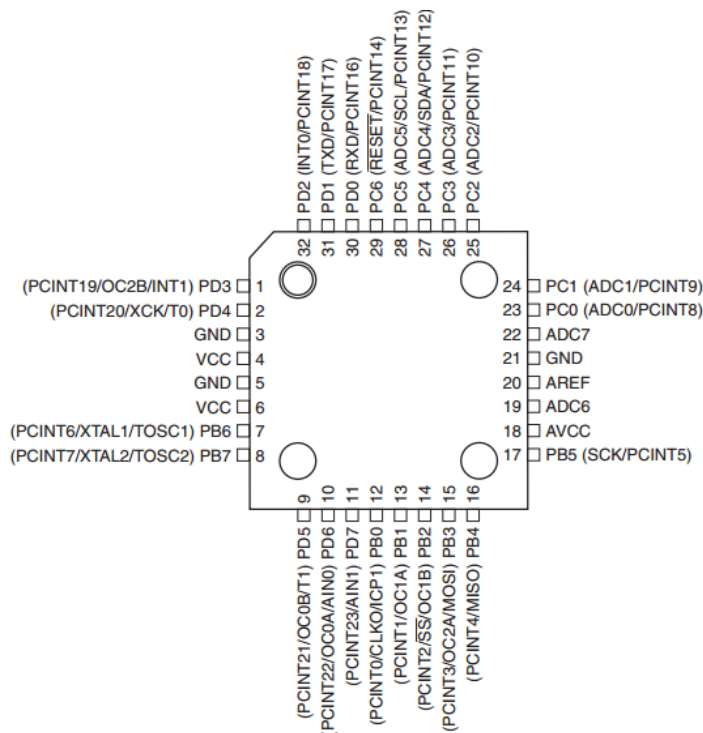 PD2 (INT0/PCINT18)
PD1 (TXD/PCINT17)
PD0 (RXD/PCINT16)
PC6 (RESET/PCINT14)
PC5 (ADC5/SCL/PCINT13)
PC4 (ADC4/SDA/PCINT12)
PC3 (ADC3/PCINT11)
PC2 (ADC2/PCINT10)
32
31
30
29
28
27
26
25
(PCINT19/OC2B/INT1) PD3 1
(PCINT20/XCK/T0) PD4 2
GND 3
VCC 4
GND 5
VCC 6
(PCINT6/XTAL1/TOSC1) PB6 7
(PCINT7/XTAL2/TOSC2) PB7 8
24 PC1 (ADC1/PCINT9)
23 PC0 (ADC0/PCINT8)
22 ADC7
21 GND
20 AREF
19 ADC6
18 AVCC
17 PB5 (SCK/PCINT5)
9
10
11
12
13
14
15
16
(PCINT21/OC0B/T1) PD5
(PCINT22/OC0A/AIN0) PD6
(PCINT23/AIN1) PD7
(PCINT0/CLKO/ICP1) PB0
(PCINT1/OC1A) PB1
(PCINT2/SS/OC1B) PB2
(PCINT3/OC2A/MOSI) PB3
(PCINT4/MISO) PB4